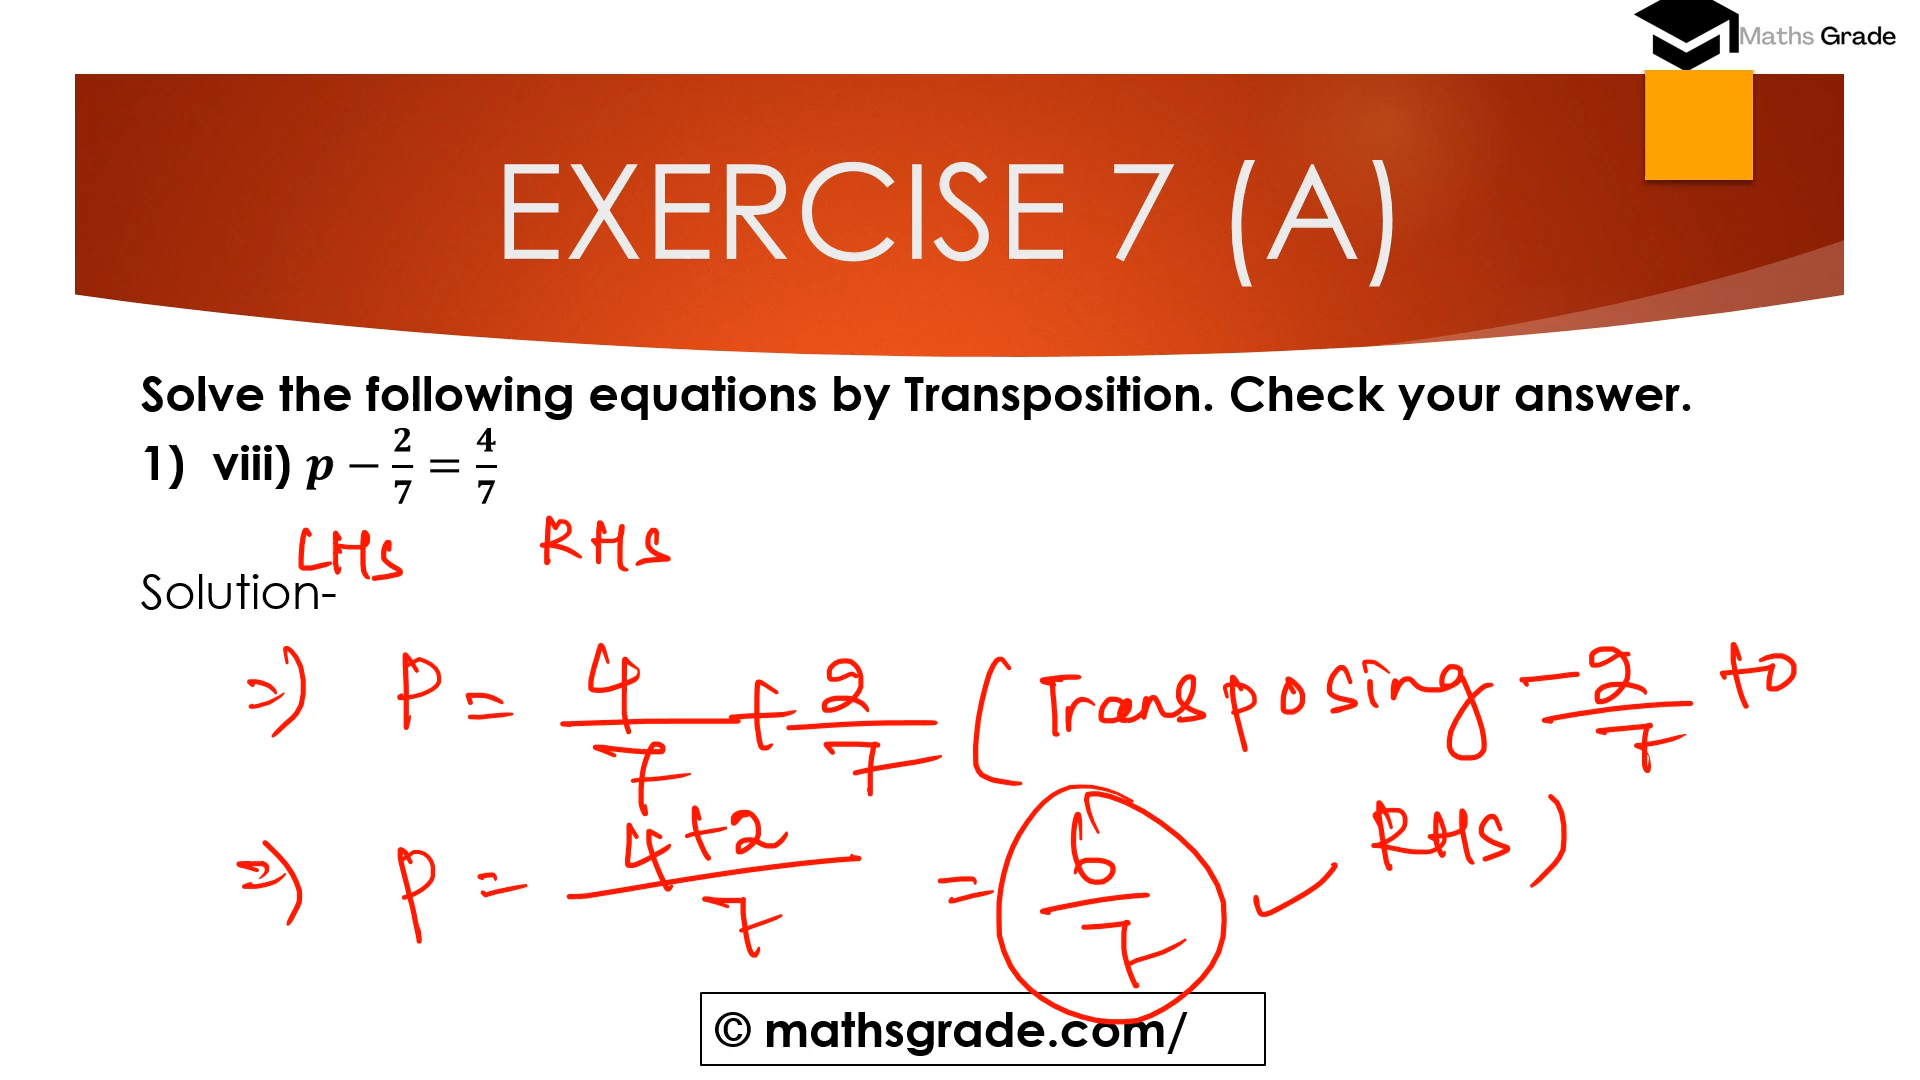 Maths Grade
EXERCISE 7 (A)
Solve the following equations by Transposition. Check your answer.
1) viii) p − 2/7 = 4/7
LHS RHS
Solution-
⇒) P = 4/7 + 2/7 (Transposing −2/7 to
RHS)
⇒) P = 4+2/7 = 6/7 ✓
© mathsgrade.com/